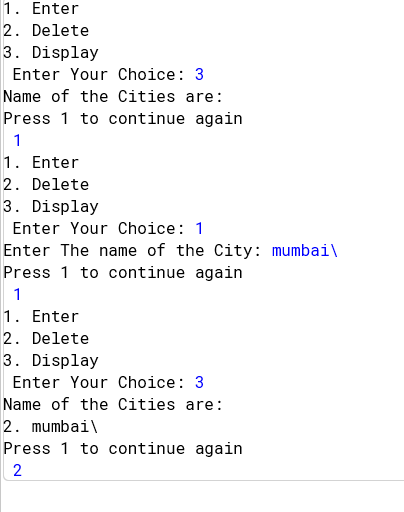 1. Enter
2. Delete
3. Display
Enter Your Choice: 3
Name of the Cities are:
Press 1 to continue again
1
1. Enter
2. Delete
3. Display
Enter Your Choice: 1
Enter The name of the City: mumbai\
Press 1 to continue again
1
1. Enter
2. Delete
3. Display
Enter Your Choice: 3
Name of the Cities are:
2. mumbai\
Press 1 to continue again
2